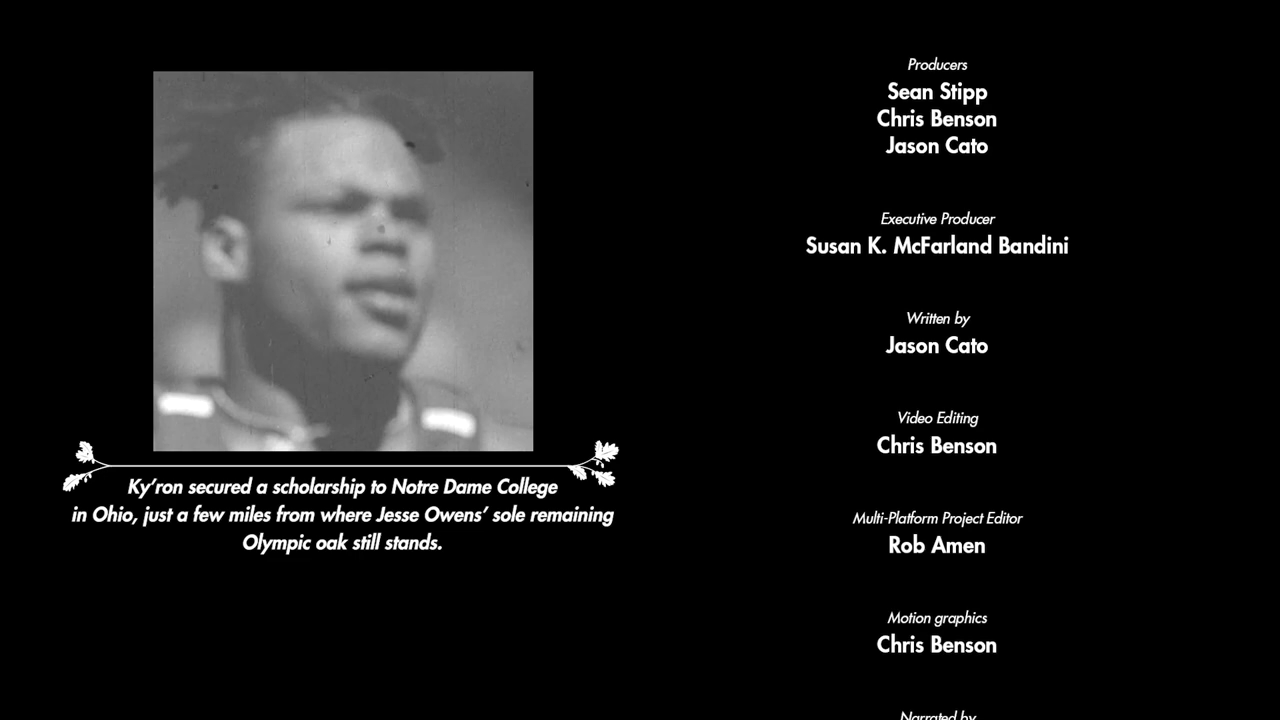 Ky'ron secured a scholarship to Notre Dame College
in Ohio, just a few miles from where Jesse Owens' sole remaining
Olympic oak still stands.
Producers
Sean Stipp
Chris Benson
Jason Cato
Executive Producer
Susan K. McFarland Bandini
Written by
Jason Cato
Video Editing
Chris Benson
Multi-Platform Project Editor
Rob Amen
Motion graphics
Chris Benson
Narrated by